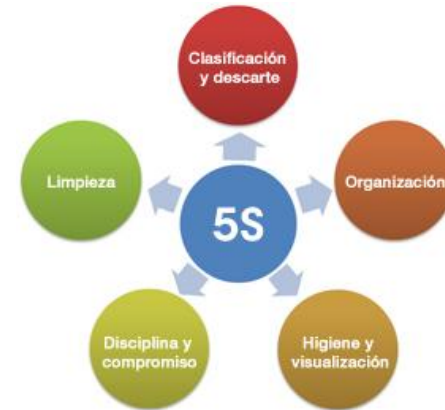 Clasificación
y descarte
Limpieza
Organización
5S
Disciplina y
compromiso
Higiene y
visualización